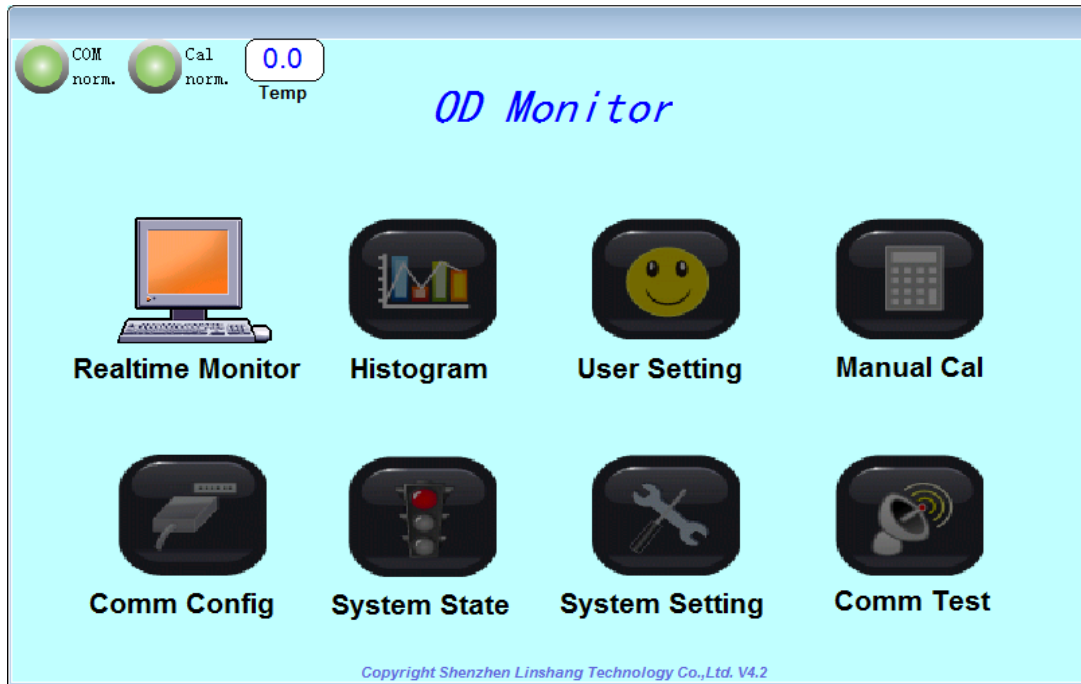 COM
norm.
Cal
norm.
0.0
Temp
OD Monitor
Realtime Monitor
Histogram
User Setting
Manual Cal
Comm Config
System State
System Setting
Comm Test
Copyright Shenzhen Linshang Technology Co.,Ltd. V4.2